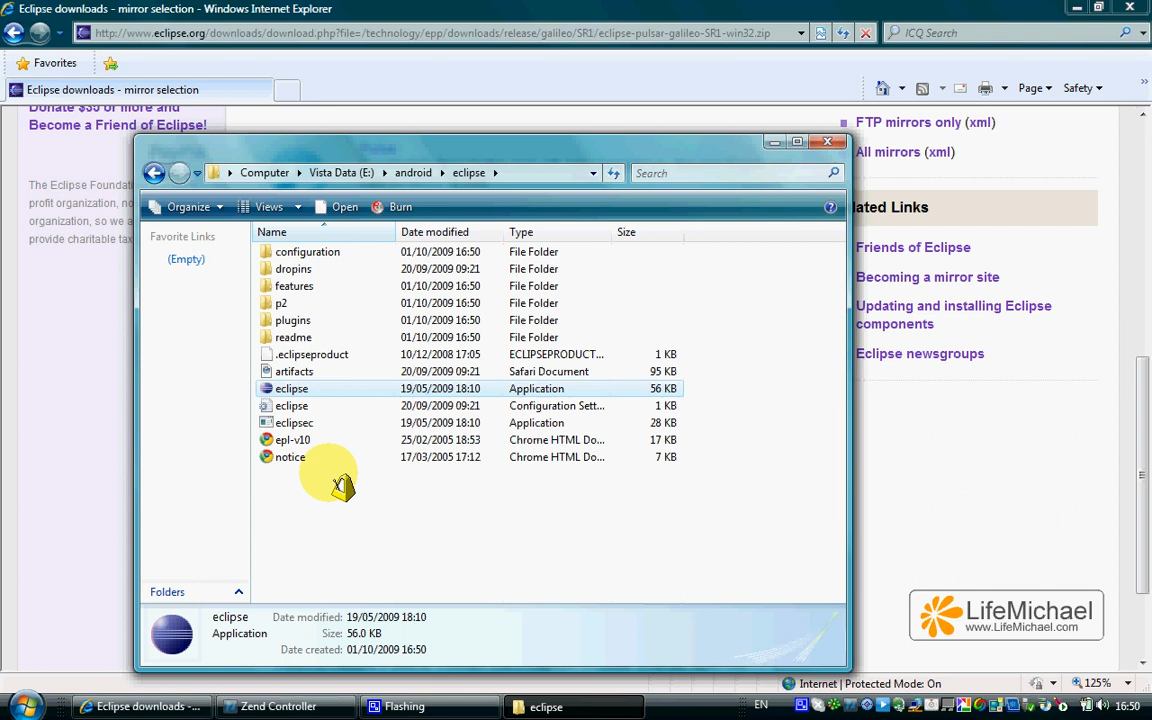 Eclipse downloads - mirror selection - Windows Internet Explorer
http://www.eclipse.org/downloads/download.php?file=/technology/epp/downloads/release/galileo/SR1/eclipse-pulsar-galileo-SR1-win32.zip
ICQ Search
Favorites
Eclipse downloads - mirror selection
Page
Safety
Donate $35 or more and
Become a Friend of Eclipse!
FTP mirrors only (xml)
All mirrors (xml)
The Eclipse Founda
profit organization, no
organization, so we a
provide charitable tax
ated Links
Friends of Eclipse
Becoming a mirror site
Updating and installing Eclipse
components
Eclipse newsgroups
Computer Vista Data (E:) android eclipse
Search
Organize Views Open Burn
Favorite Links
(Empty)
Name Date modified Type Size
configuration 01/10/2009 16:50 File Folder
dropins 20/09/2009 09:21 File Folder
features 01/10/2009 16:50 File Folder
p2 01/10/2009 16:50 File Folder
plugins 01/10/2009 16:50 File Folder
readme 01/10/2009 16:50 File Folder
.eclipseproduct 10/12/2008 17:05 ECLIPSEPRODUCT... 1 KB
artifacts 20/09/2009 09:21 Safari Document 95 KB
eclipse 19/05/2009 18:10 Application 56 KB
eclipse 20/09/2009 09:21 Configuration Sett... 1 KB
eclipsec 19/05/2009 18:10 Application 28 KB
epl-v10 25/02/2005 18:53 Chrome HTML Do... 17 KB
notice 17/03/2005 17:12 Chrome HTML Do... 7 KB
Folders
eclipse Date modified: 19/05/2009 18:10
Application Size: 56.0 KB
Date created: 01/10/2009 16:50
LifeMichael
www.LifeMichael.com
Internet | Protected Mode: On
125%
Eclipse downloads -...
Zend Controller
Flashing
eclipse
EN
16:50